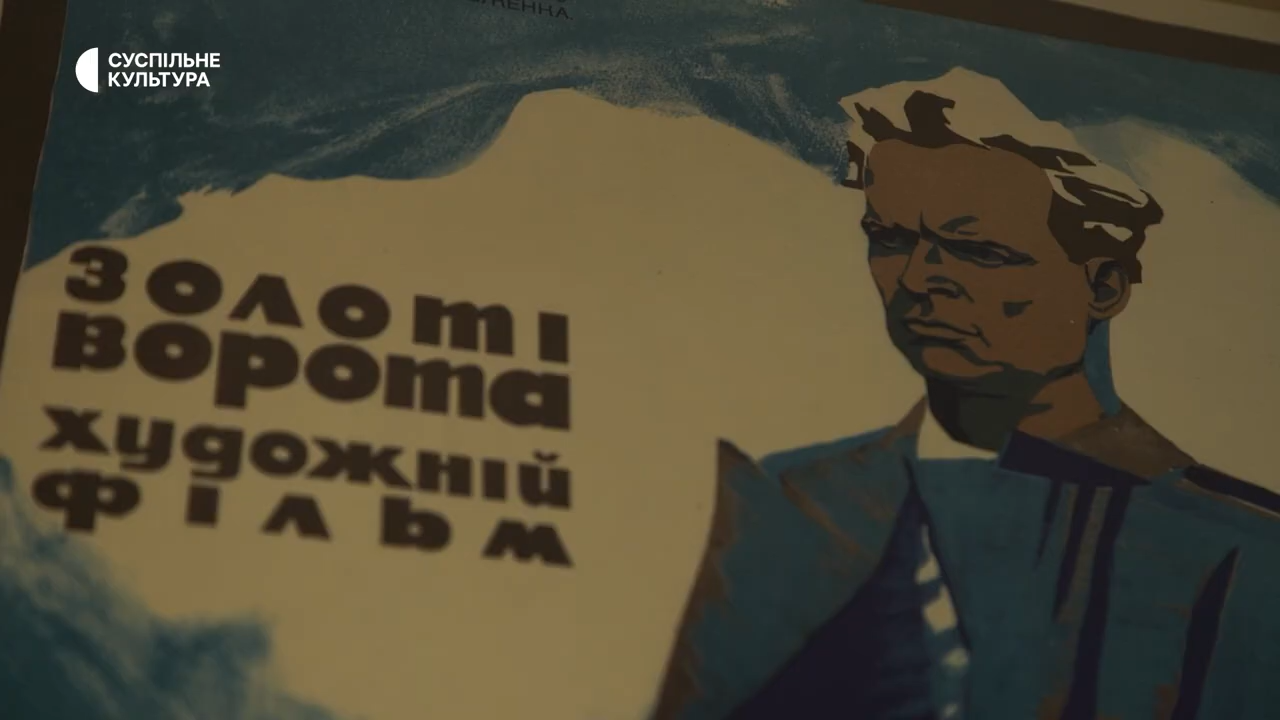 СУСПІЛЬНЕ
КУЛЬТУРА
ЗОЛОТІ
ВОРОТА
ХУДОЖНІЙ
ФІЛЬМ